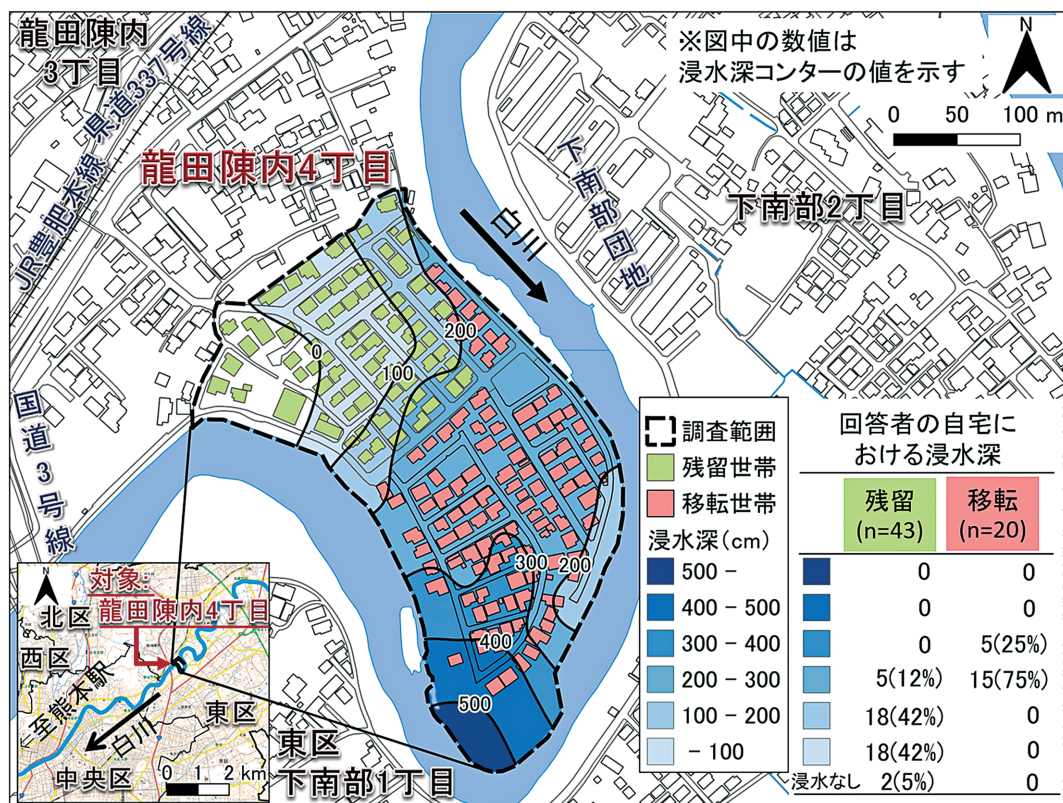 龍田陳内
3丁目
JR豊肥本線
県道337号線
龍田陳内4丁目
白川
下南部団地
下南部2丁目
※図中の数値は
浸水深コンターの値を示す
N
0 50 100 m
国道3号線
0
100
200
300
200
400
500
東区
下南部1丁目
調査範囲
残留世帯
移転世帯
浸水深(cm)
500 -
400 - 500
300 - 400
200 - 300
100 - 200
- 100
回答者の自宅に
おける浸水深
残留 移転
(n=43) (n=20)
0 0
0 0
0 5(25%)
5(12%) 15(75%)
18(42%) 0
18(42%) 0
浸水なし 2(5%) 0
N
対象:
龍田陳内4丁目
北区
西区
←至熊本駅
白川
東区
中央区
0 1 2 km